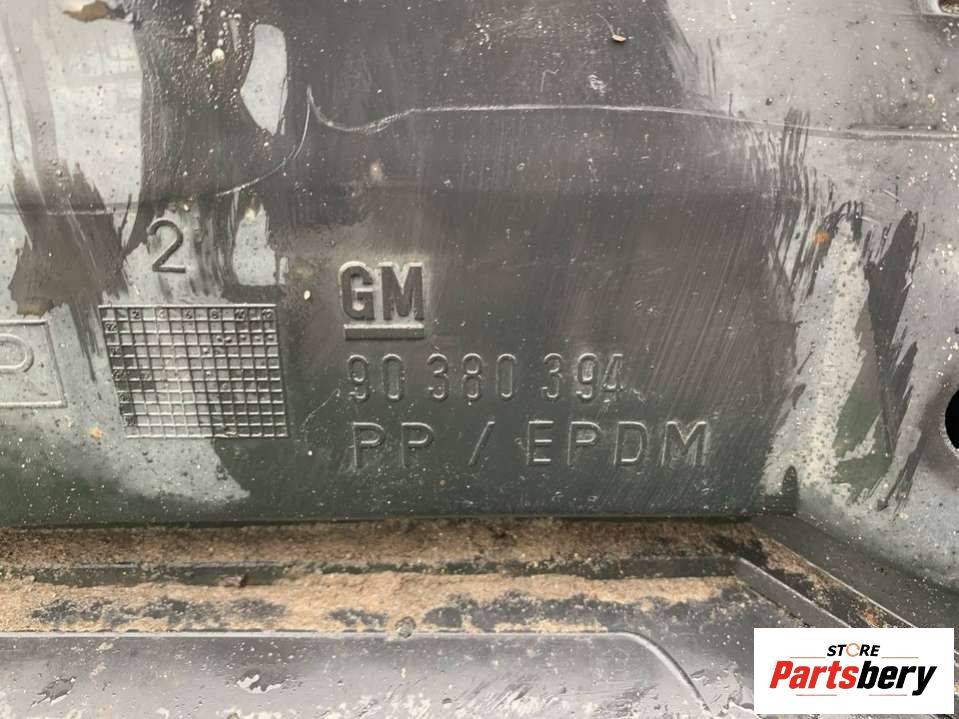 2
GM
90 380 394
PP / EPDM
P
STORE
Partsbery